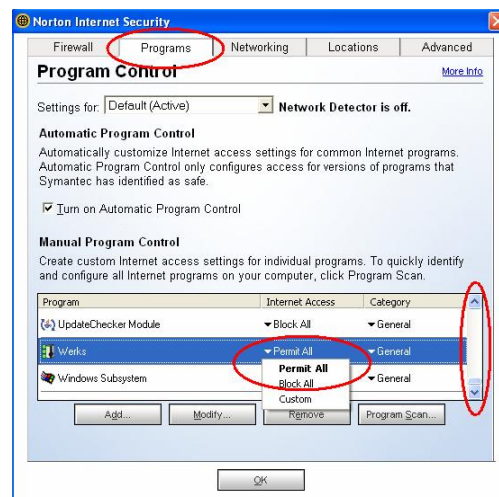 Norton Internet Security
Firewall Programs Networking Locations Advanced
Program Control More Info
Settings for: Default (Active) Network Detector is off.
Automatic Program Control
Automatically customize Internet access settings for common Internet programs.
Automatic Program Control only configures access for versions of programs that
Symantec has identified as safe.
Turn on Automatic Program Control
Manual Program Control
Create custom Internet access settings for individual programs. To quickly identify
and configure all Internet programs on your computer, click Program Scan.
Program Internet Access Category
UpdateChecker Module Block All General
Werks Permit All General
Permit All
Block All
Custom
Windows Subsystem General
Add... Modify... Remove Program Scan...
OK